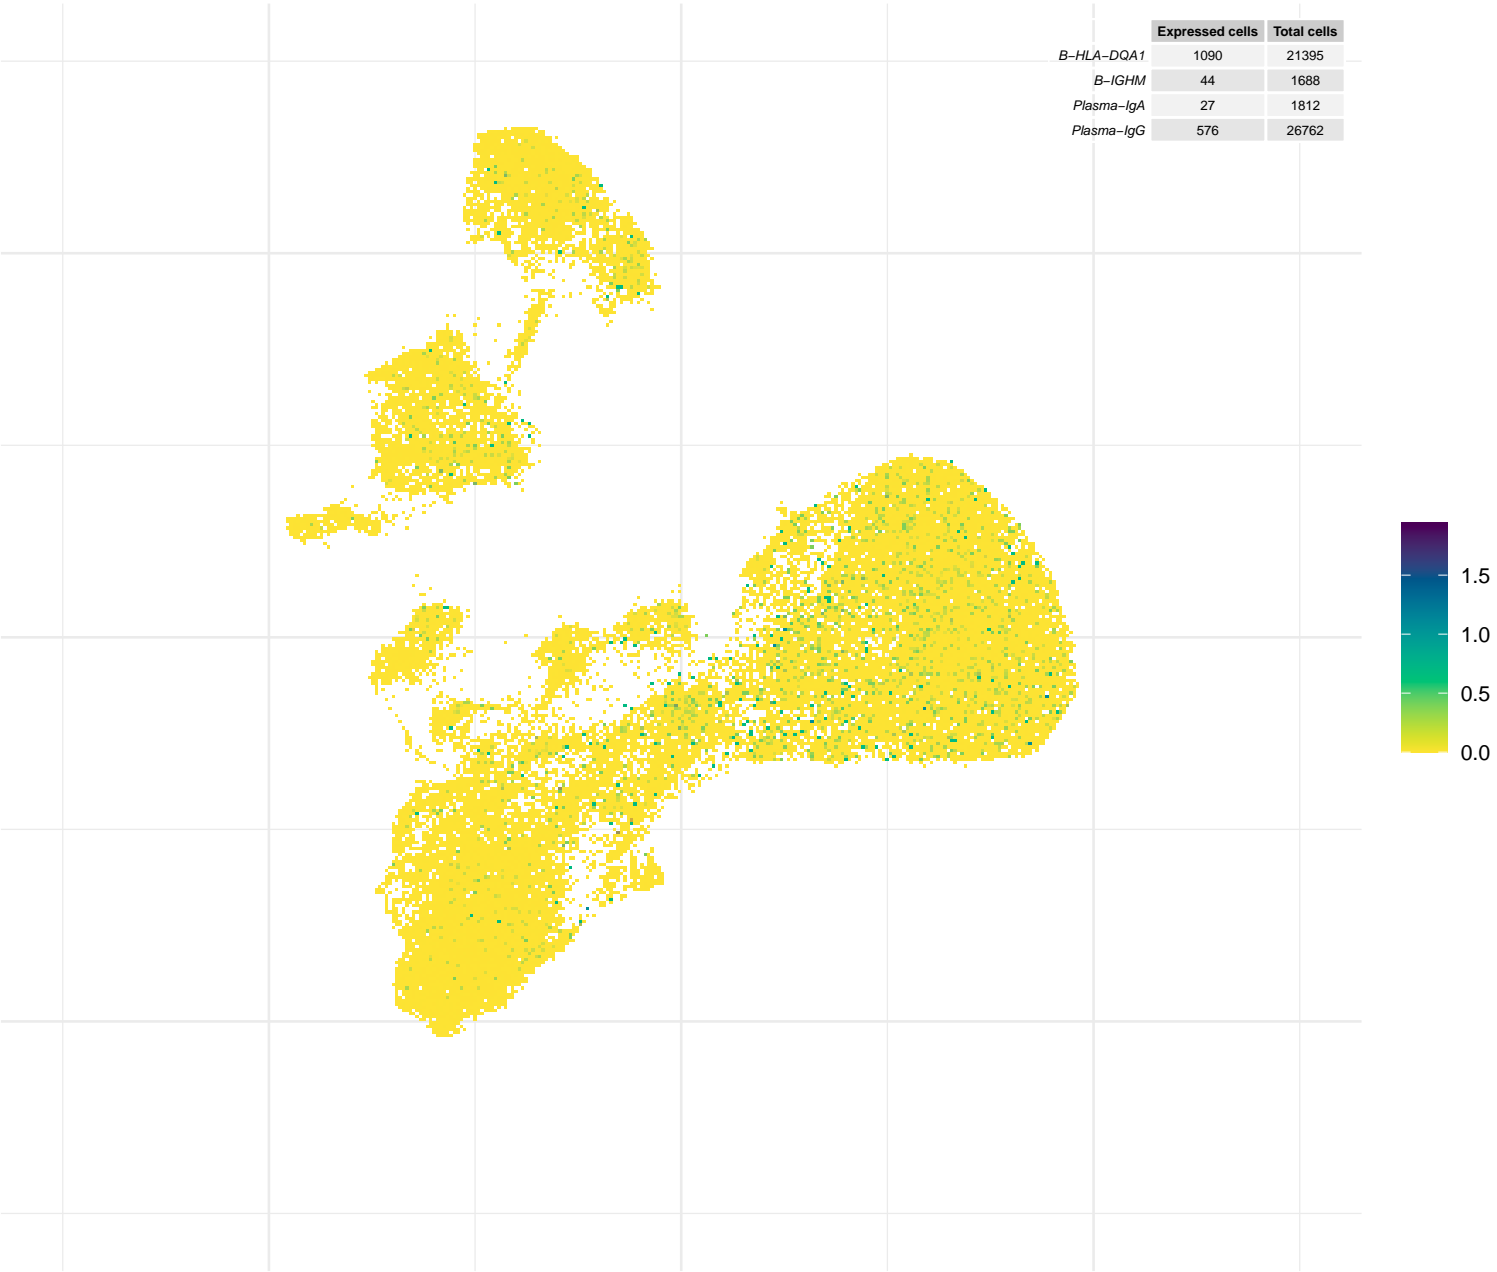 Expressed cells Total cells
B−HLA−DQA1 1090 21395
B−IGHM 44 1688
Plasma−IgA 27 1812
Plasma−IgG 576 26762
1.5
1.0
0.5
0.0